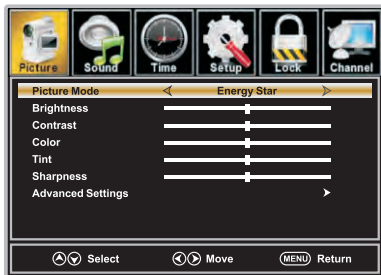 Picture Sound Time Setup Lock Channel
Picture Mode Energy Star
Brightness
Contrast
Color
Tint
Sharpness
Advanced Settings
Select Move MENU Return